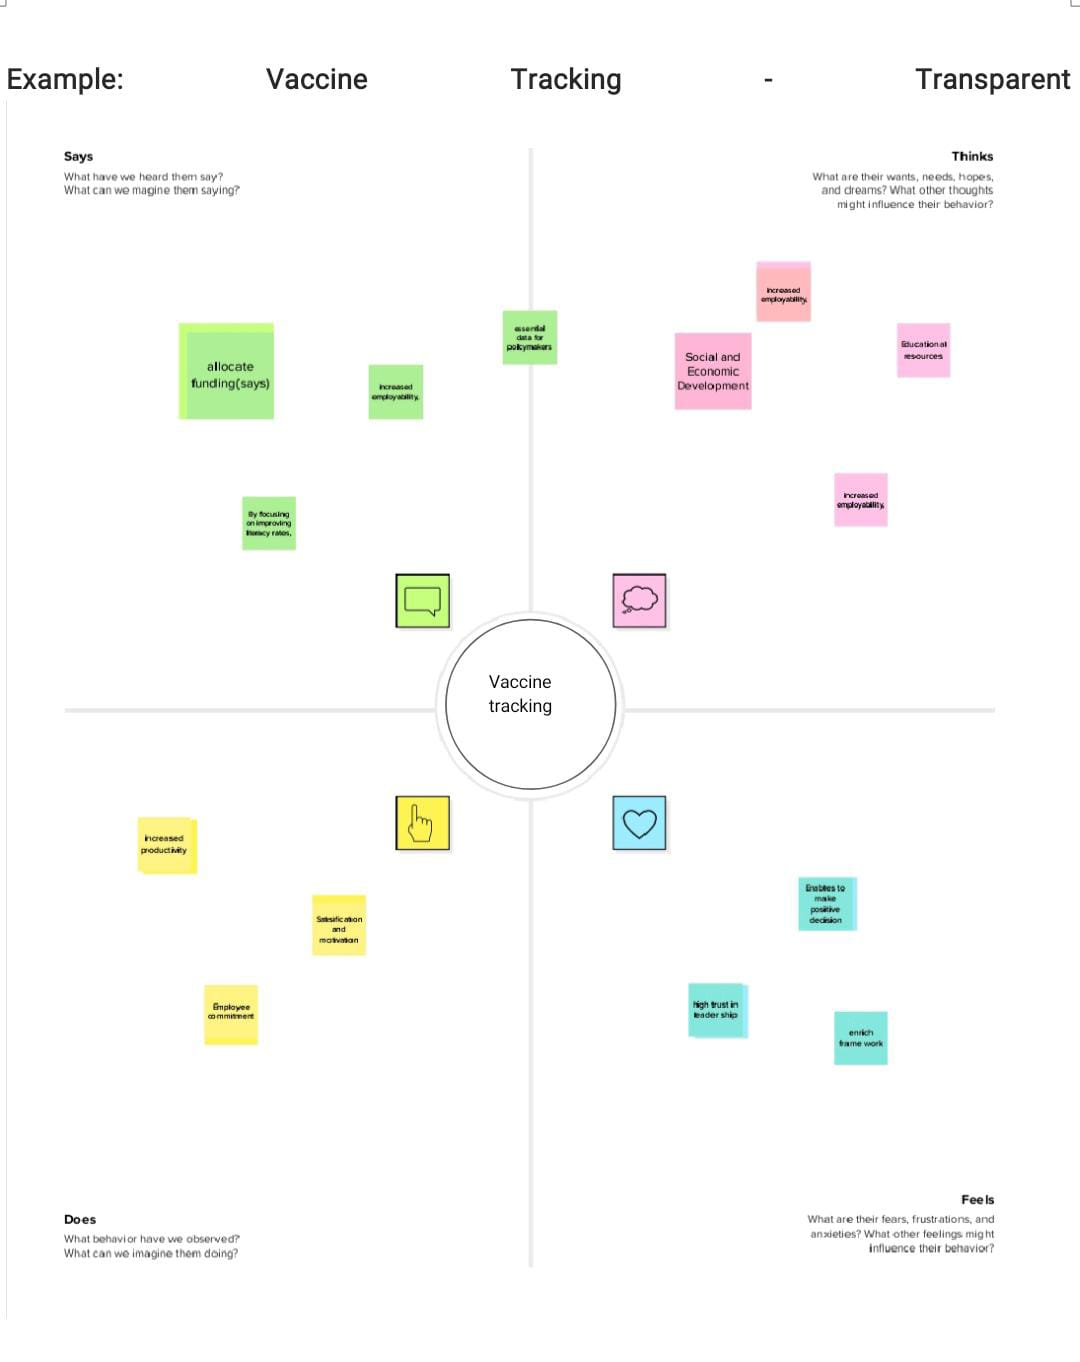 Example: Vaccine Tracking - Transparent
Says
What have we heard them say?
What can we magine them saying?
Thinks
What are their wants, needs, hopes,
and dreams? What other thoughts
might influence their behavior?
allocate
funding(says)
increased
employability,
essential
data for
policymakers
By focusing
on improving
literacy rates,
increased
employability,
Social and
Economic
Development
Educational
resources
increased
employability,
Vaccine
tracking
increased
productivity
Satesification
and
motivation
Employee
commitment
Enables to
make
positive
decision
high trust in
leader ship
enrich
frame work
Does
What behavior have we observed?
What can we imagine them doing?
Feels
What are their fears, frustrations, and
anxieties? What other feelings might
influence their behavior?